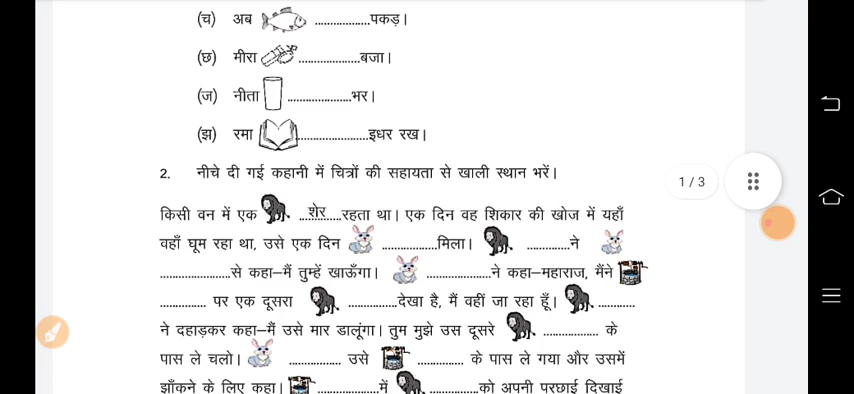 (च) अब ..................पकड़।
(छ) मीरा ....................बजा।
(ज) नीता .....................भर।
(झ) रमा ........................इधर रख।
2. नीचे दी गई कहानी में चित्रों की सहायता से खाली स्थान भरें।
1 / 3
किसी वन में एक ....शेर.....रहता था। एक दिन वह शिकार की खोज में यहाँ
वहाँ घूम रहा था, उसे एक दिन ..................मिला। ..............ने
.......................से कहा—मैं तुम्हें खाऊँगा। .....................ने कहा—महाराज, मैंने
............... पर एक दूसरा ................देखा है, मैं वहीं जा रहा हूँ। ............
ने दहाड़कर कहा—मैं उसे मार डालूंगा। तुम मुझे उस दूसरे .................. के
पास ले चलो। ................. उसे ............... के पास ले गया और उसमें
झाँकने के लिए कहा। ....................में ................को अपनी परछाई दिखाई